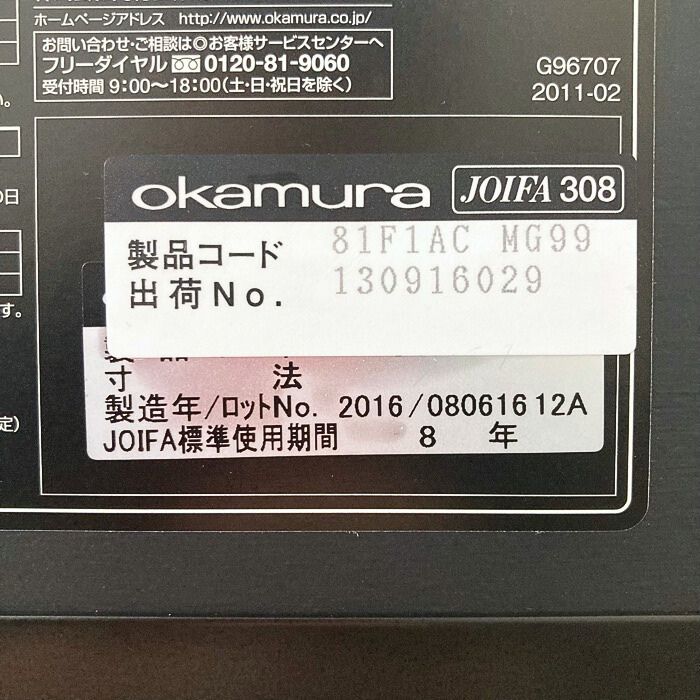 ホームページアドレス http://www.okamura.co.jp/
お問い合わせ・ご相談は◎お客様サービスセンターへ
フリーダイヤル 0120-81-9060
受付時間 9:00～18:00(土・日・祝日を除く)
G96707
2011-02
い。
の日
す。
定)
okamura JOIFA 308
製品コード 81F1AC MG99
出荷No. 130916029
寸 法
製造年/ロットNo. 2016/08061612A
JOIFA標準使用期間 8 年